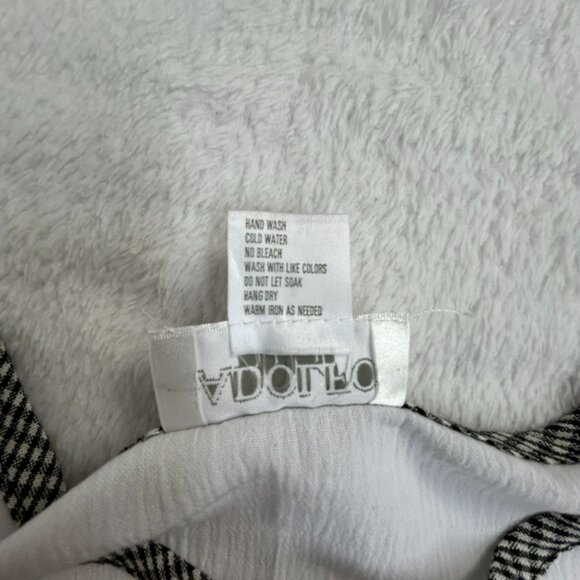 HAND WASH
COLD WATER
NO BLEACH
WASH WITH LIKE COLORS
DO NOT LET SOAK
HANG DRY
WARM IRON AS NEEDED
ADOLFO